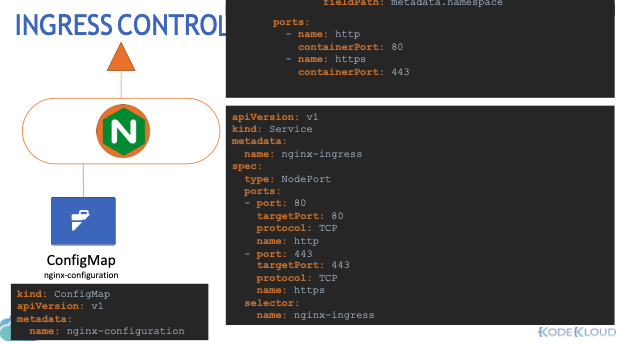 INGRESS CONTROL
fieldPath: metadata.namespace
ports:
- name: http
containerPort: 80
- name: https
containerPort: 443
N
ConfigMap
nginx-configuration
kind: ConfigMap
apiVersion: v1
metadata:
name: nginx-configuration
apiVersion: v1
kind: Service
metadata:
name: nginx-ingress
spec:
type: NodePort
ports:
- port: 80
targetPort: 80
protocol: TCP
name: http
- port: 443
targetPort: 443
protocol: TCP
name: https
selector:
name: nginx-ingress
KODEKLOUD